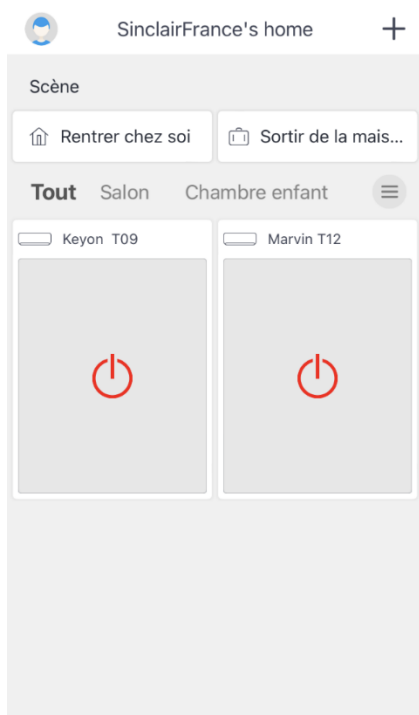 SinclairFrance's home
Scène
Rentrer chez soi
Sortir de la mais...
Tout Salon Chambre enfant
Keyon T09
Marvin T12